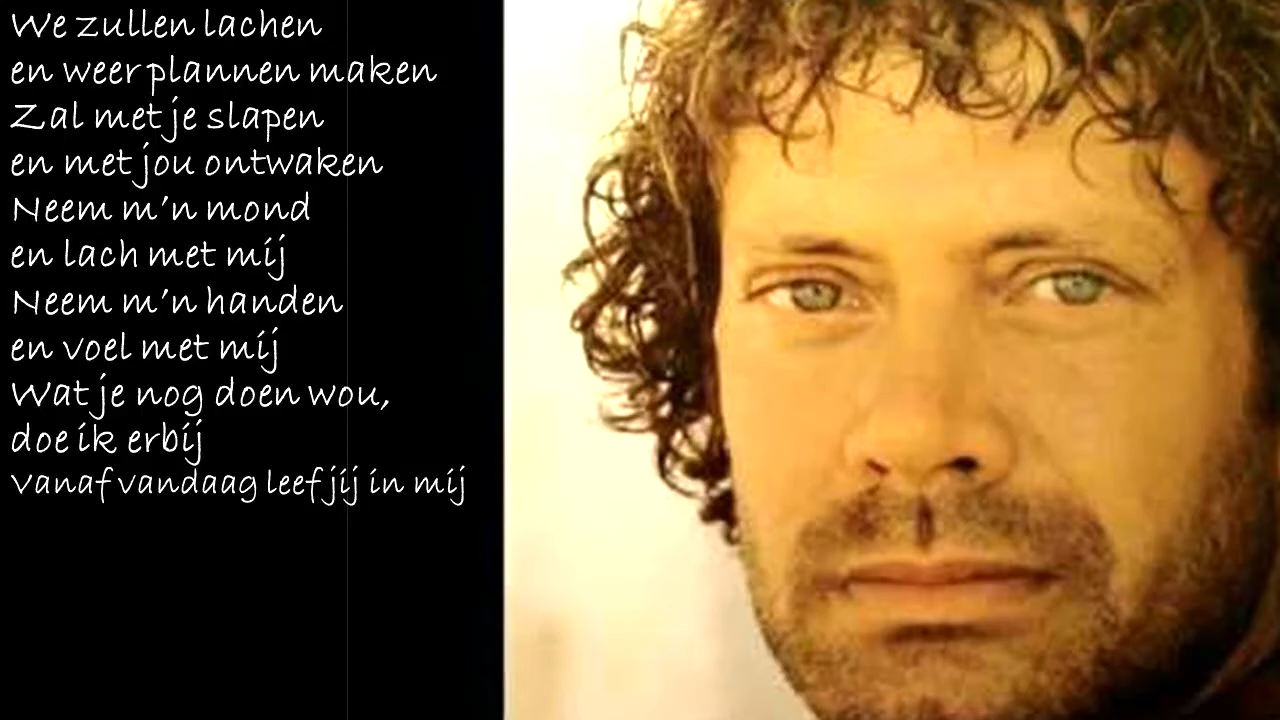 We zullen lachen
en weer plannen maken
Zal met je slapen
en met jou ontwaken
Neem m’n mond
en lach met mij
Neem m’n handen
en voel met mij
Wat je nog doen wou,
doe ik erbij
Vanaf vandaag leef jij in mij